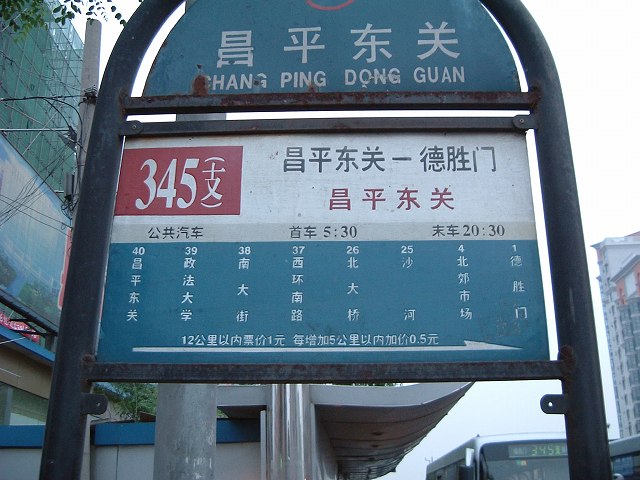 昌平东关
CHANG PING DONG GUAN
345(支) 昌平东关－德胜门
昌平东关
公共汽车 首车 5:30 末车 20:30
40 39 38 37 26 25 4 1
昌平东关 政法大学 南大街 西环南路 北大桥 沙河 北郊市场 德胜门
12公里以内票价1元 每增加5公里以内加价0.5元
345